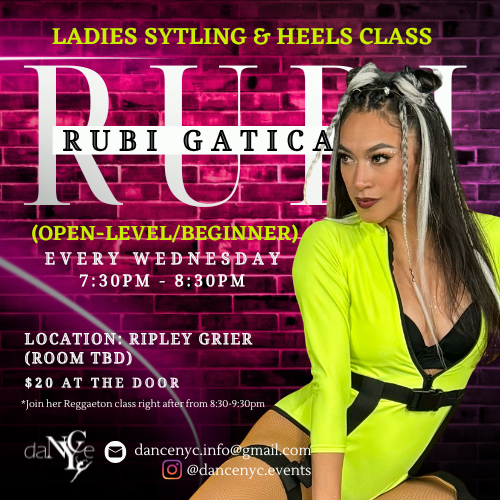 LADIES SYTLING & HEELS CLASS
RUBI
RUBI GATICA
(OPEN-LEVEL/BEGINNER)
EVERY WEDNESDAY
7:30PM - 8:30PM
LOCATION: RIPLEY GRIER
(ROOM TBD)
$20 AT THE DOOR
*Join her Reggaeton class right after from 8:30-9:30pm
daNYCe
dancenyc.info@gmail.com
@dancenyc.events